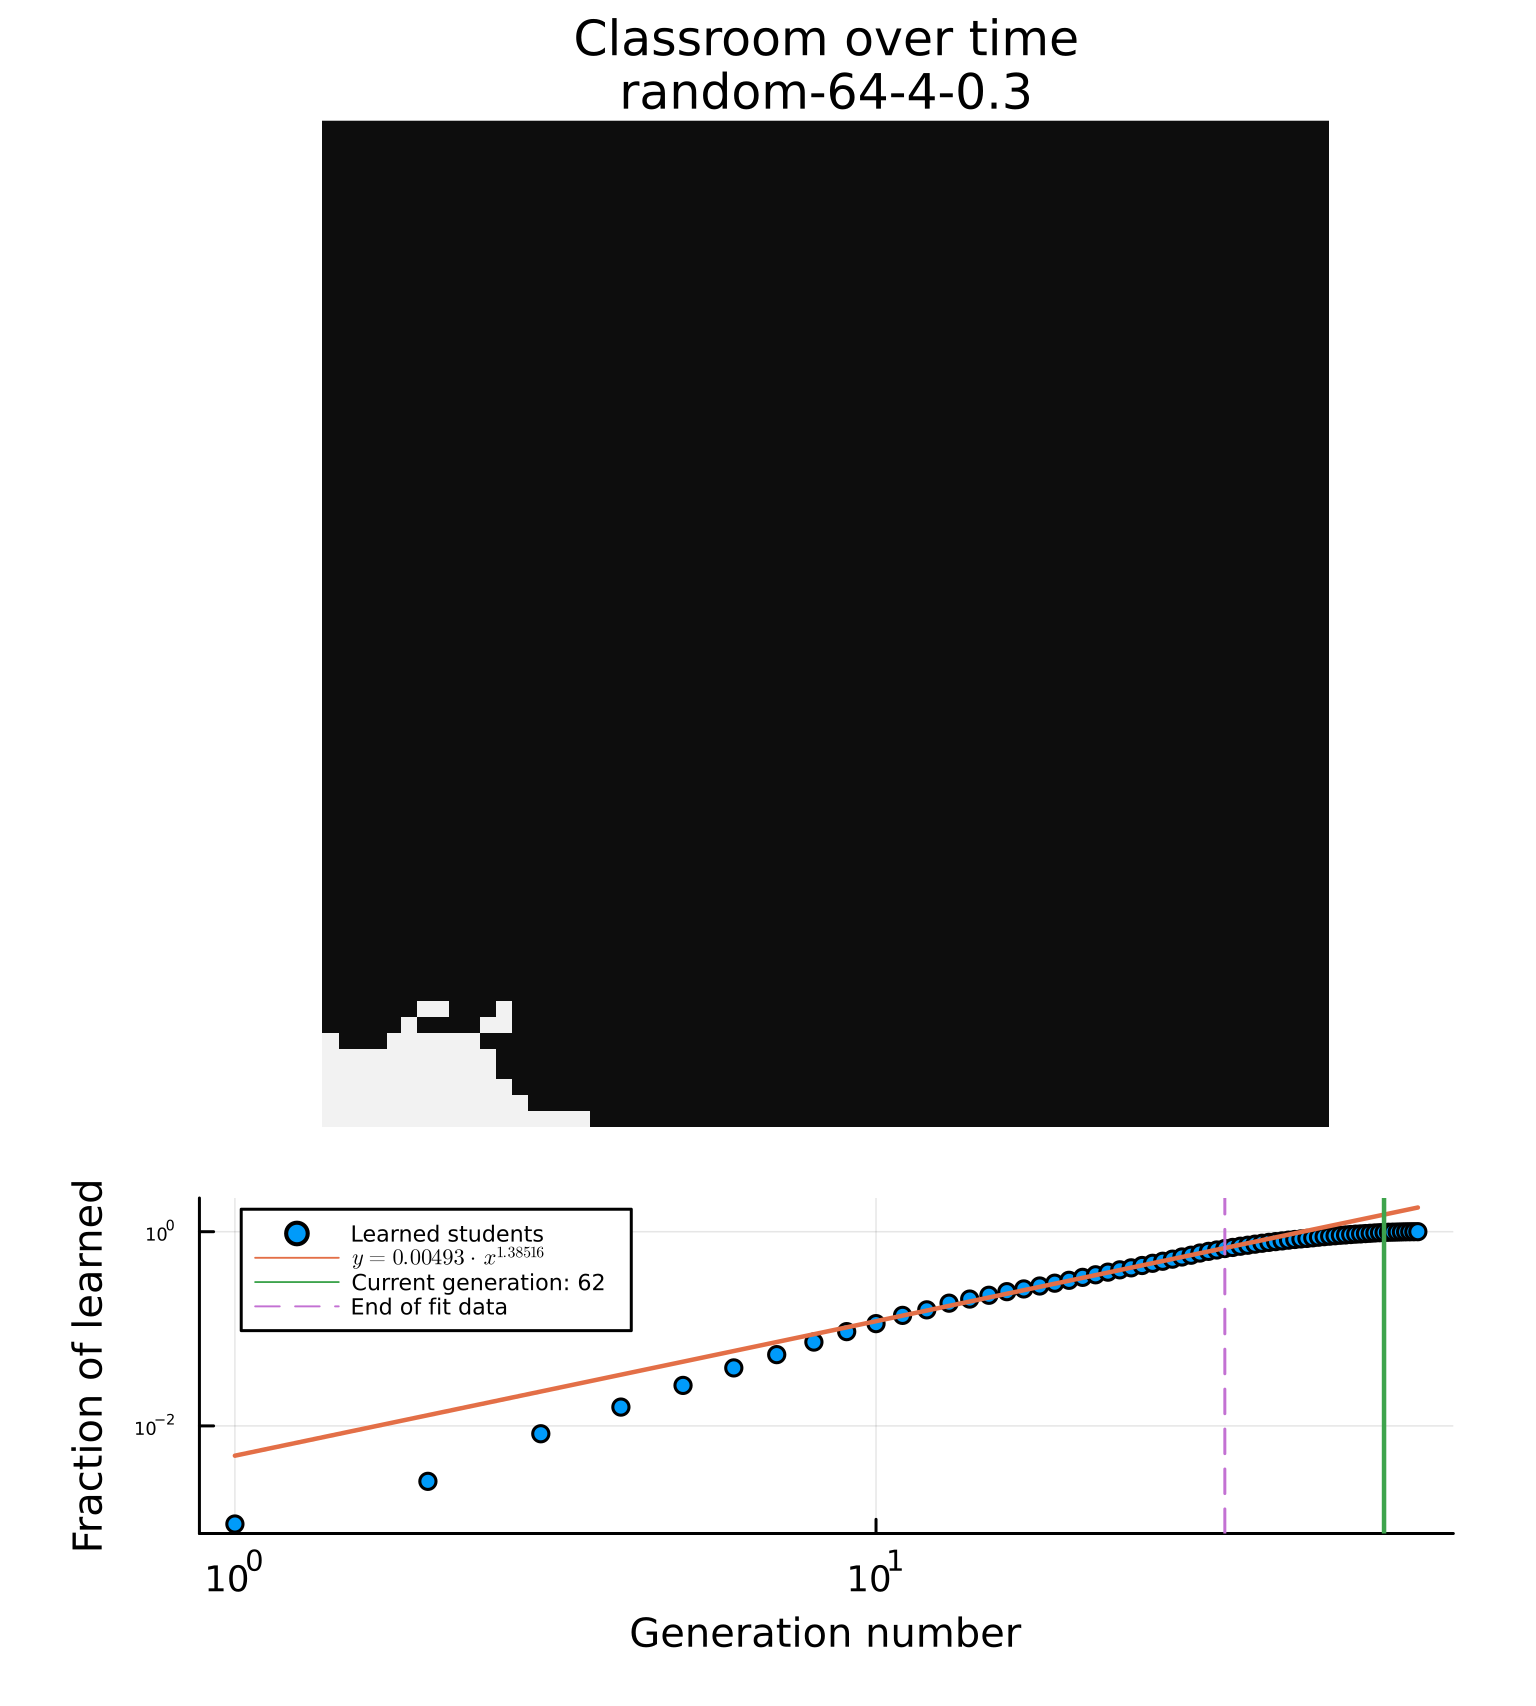 Classroom over time
random-64-4-0.3
Fraction of learned
10^0
10^-2
Learned students
y = 0.00493 · x^1.38516
Current generation: 62
End of fit data
10^0
10^1
Generation number